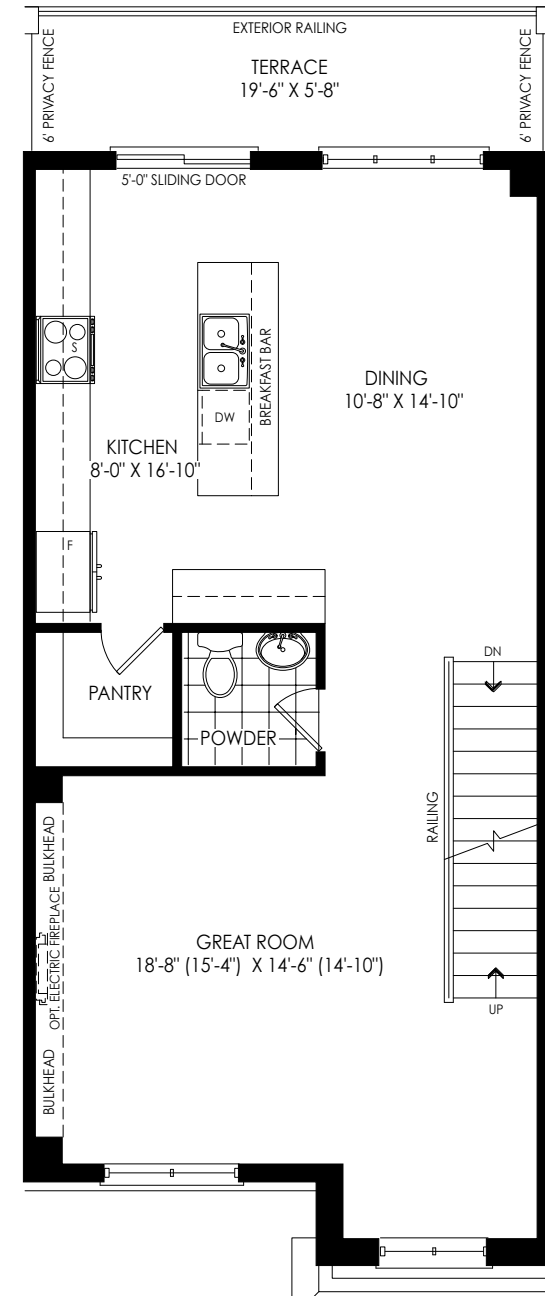 EXTERIOR RAILING
6' PRIVACY FENCE
TERRACE
19'-6" X 5'-8"
6' PRIVACY FENCE
5'-0" SLIDING DOOR
S
BREAKFAST BAR
DW
DINING
10'-8" X 14'-10"
KITCHEN
8'-0" X 16'-10"
F
PANTRY
POWDER
DN
RAILING
BULKHEAD
OPT. ELECTRIC FIREPLACE
GREAT ROOM
18'-8" (15'-4") X 14'-6" (14'-10")
UP
BULKHEAD